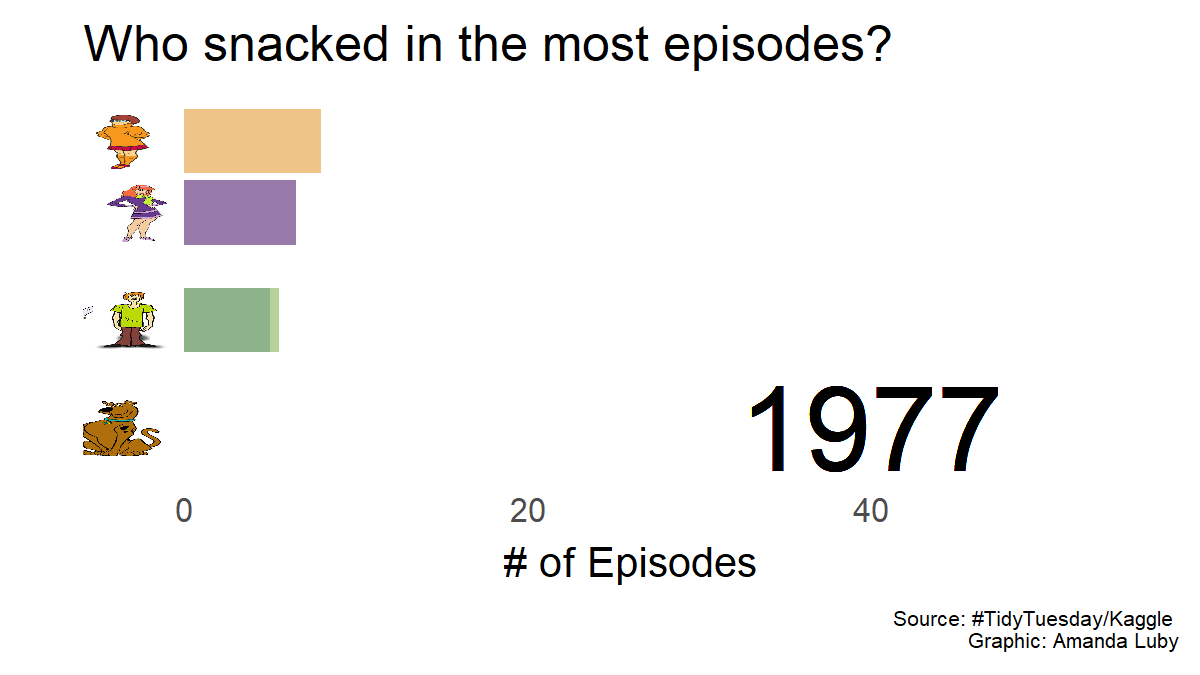 Who snacked in the most episodes?
1977
0 20 40
# of Episodes
Source: #TidyTuesday/Kaggle
Graphic: Amanda Luby